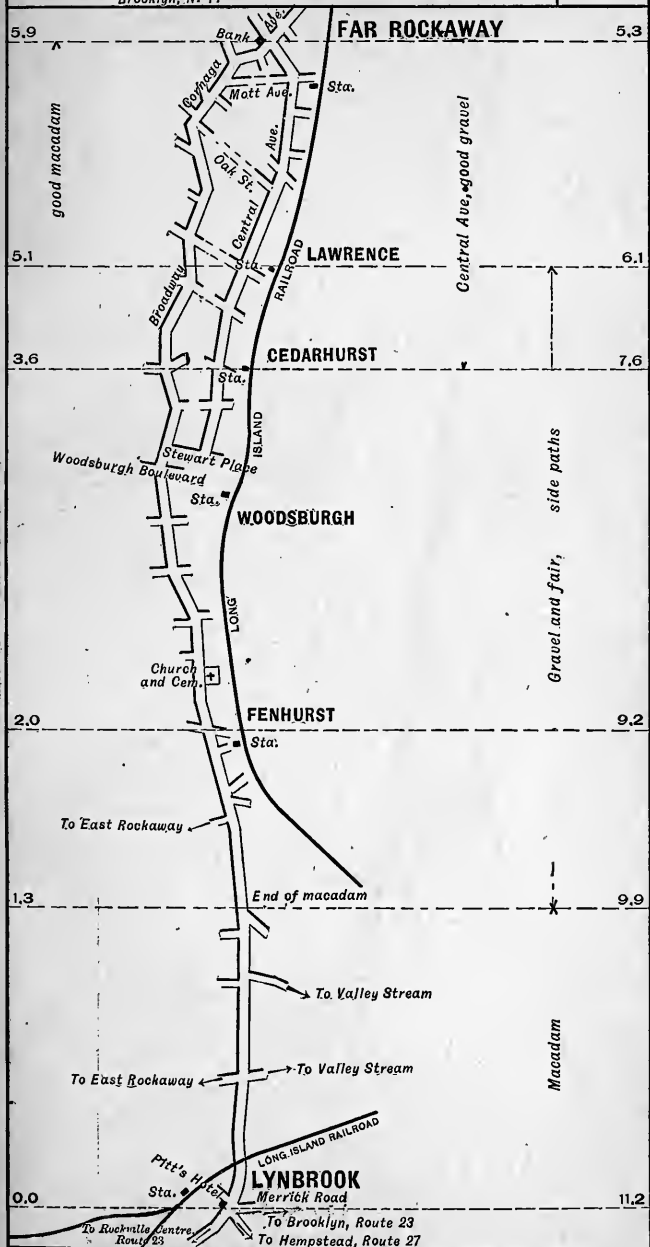 Brooklyn, N. Y.
5.9
FAR ROCKAWAY
5.3
Bank
Ave.
Cornaga
Mott Ave.
Sta.
good macadam
Oak St.
Central Ave.
Central Ave, good gravel
5.1
Sta.
LAWRENCE
6.1
Broadway
RAILROAD
3.6
CEDARHURST
7.6
Sta.
ISLAND
Stewart Place
Woodsburgh Boulevard
Sta.
WOODSBURGH
Gravel and fair, side paths
LONG
Church
and Cem.
FENHURST
2.0
9.2
Sta.
To East Rockaway
End of macadam
1.3
9.9
To Valley Stream
To East Rockaway
To Valley Stream
Macadam
LONG ISLAND RAILROAD
Pitt's Hotel
LYNBROOK
Sta.
Merrick Road
0.0
11.2
To Rockville Centre,
Route 23
To Brooklyn, Route 23
To Hempstead, Route 27